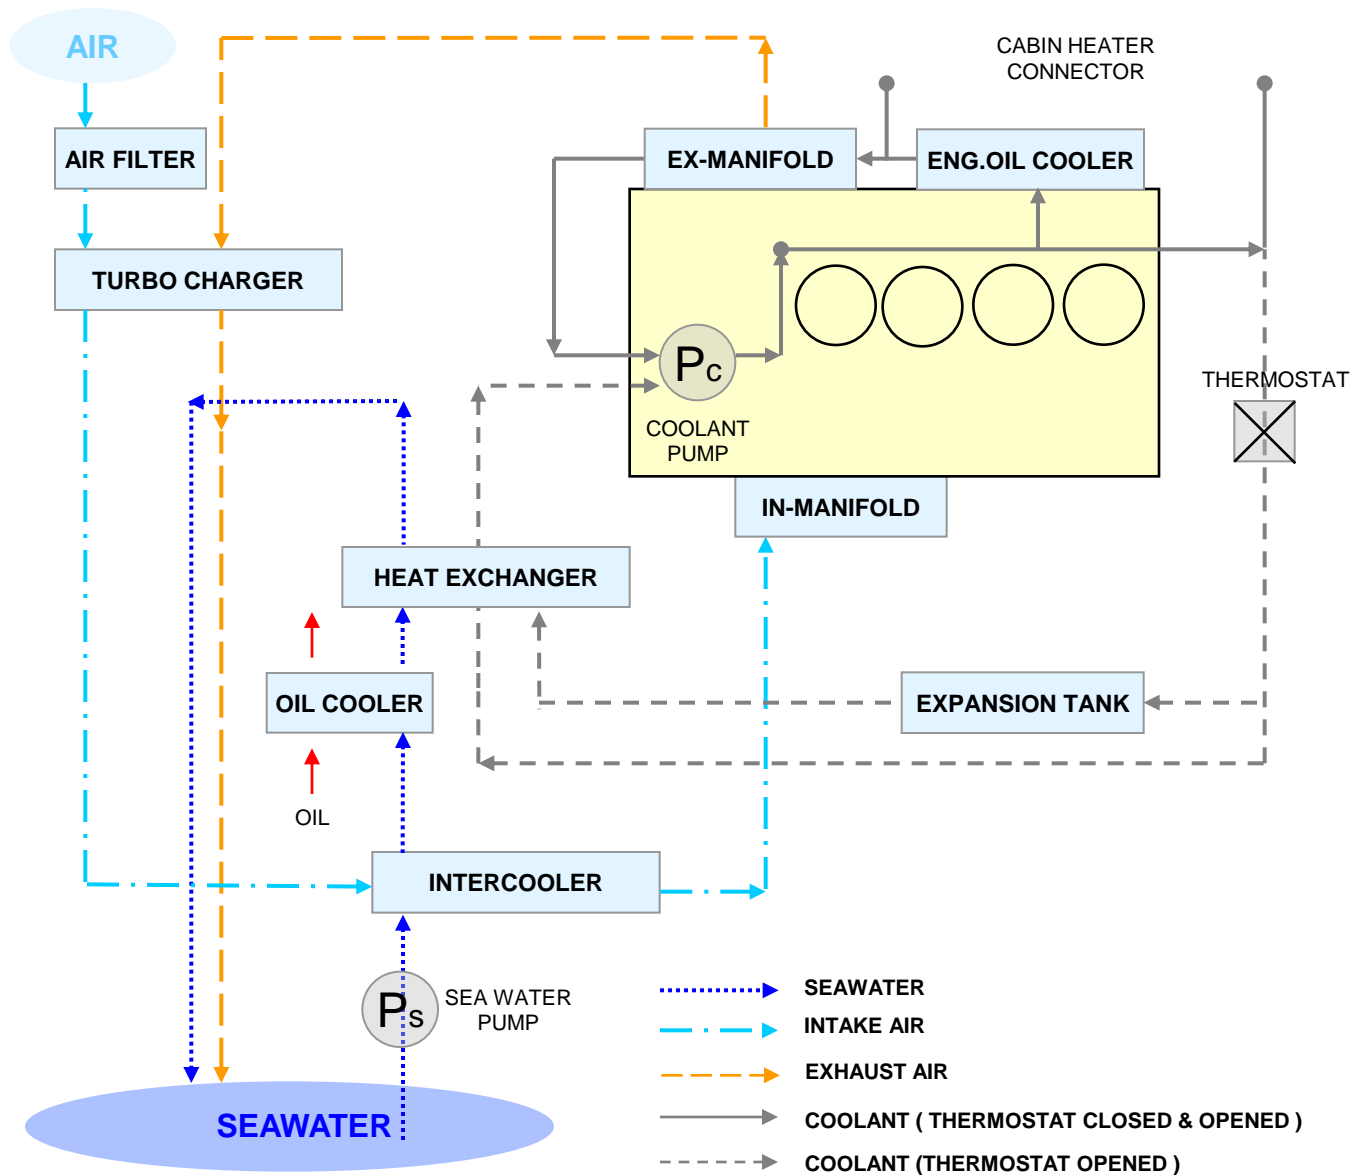 AIR
CABIN HEATER
CONNECTOR
AIR FILTER
EX-MANIFOLD
ENG.OIL COOLER
TURBO CHARGER
Pc
COOLANT
PUMP
THERMOSTAT
IN-MANIFOLD
HEAT EXCHANGER
OIL COOLER
EXPANSION TANK
OIL
INTERCOOLER
Ps
SEA WATER
PUMP
SEAWATER
SEAWATER
INTAKE AIR
EXHAUST AIR
COOLANT ( THERMOSTAT CLOSED & OPENED )
COOLANT (THERMOSTAT OPENED )